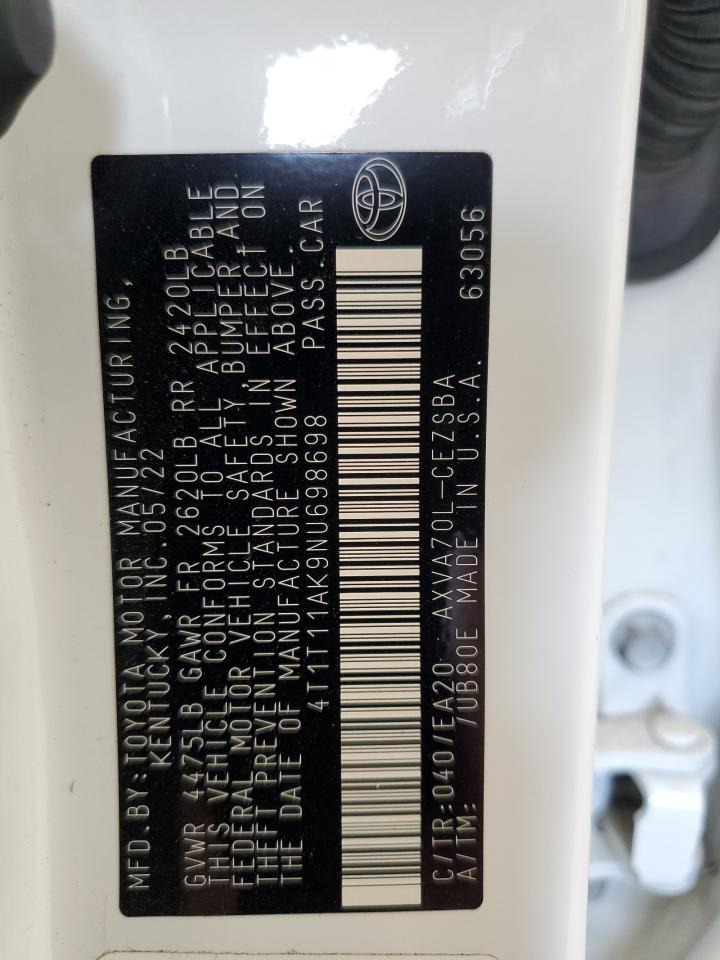 MFD.BY:TOYOTA MOTOR MANUFACTURING,
KENTUCKY, INC.05/22
GVWR 4475LB GAWR FR 2620LB RR 2420LB
THIS VEHICLE CONFORMS TO ALL APPLICABLE
FEDERAL MOTOR VEHICLE SAFETY,BUMPER,AND
THEFT PREVENTION STANDARDS IN EFFECT ON
THE DATE OF MANUFACTURE SHOWN ABOVE.
4T1T11AK9NU698698 PASS.CAR
C/TR:040/EA20 AXVA70L-CEZSBA 63056
A/TM: /UB80E MADE IN U.S.A.